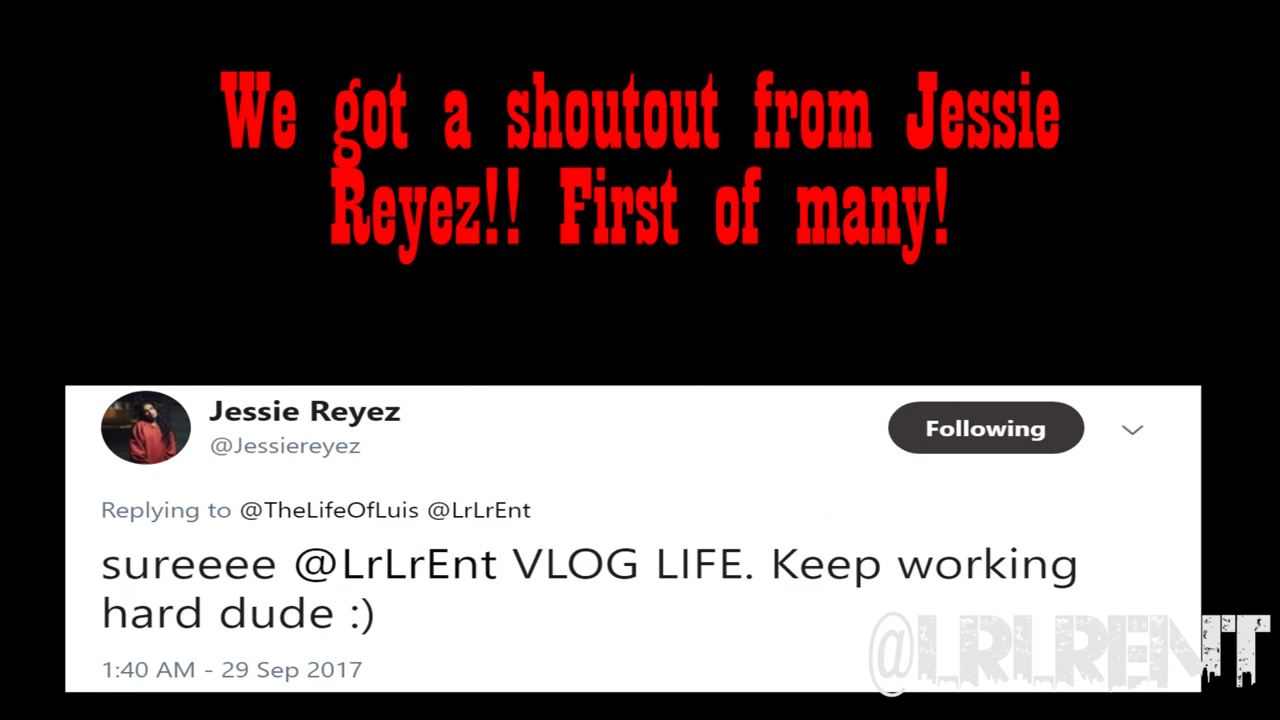 We got a shoutout from Jessie
Reyez!! First of many!
Jessie Reyez
@Jessiereyez
Following
Replying to @TheLifeOfLuis @LrLrEnt
sureeee @LrLrEnt VLOG LIFE. Keep working
hard dude :)
1:40 AM - 29 Sep 2017
@LRLRENT